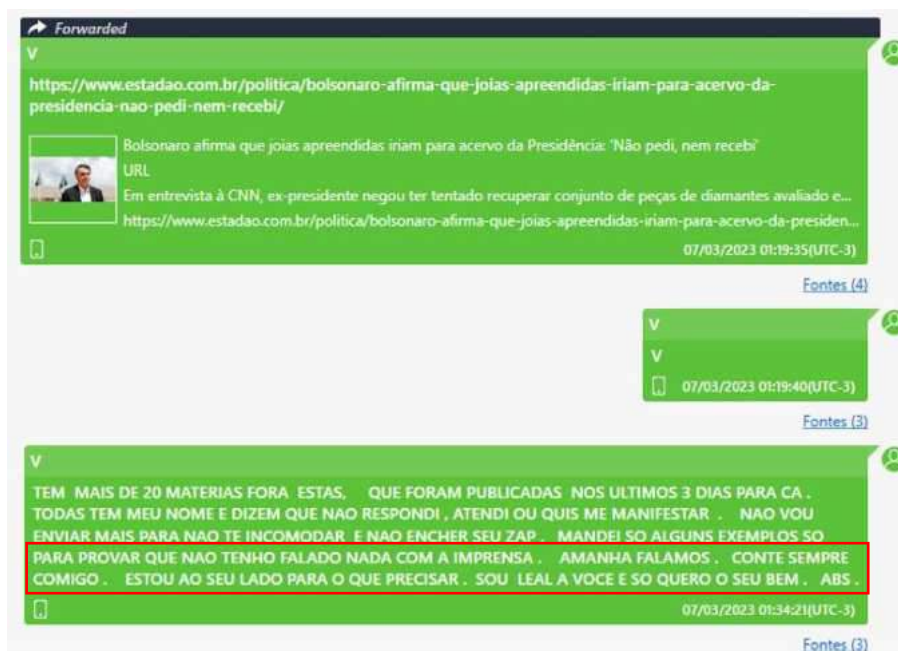 Forwarded
V
https://www.estadao.com.br/politica/bolsonaro-afirma-que-joias-apreendidas-iriam-para-acervo-da-
presidencia-nao-pedi-nem-recebi/
Bolsonaro afirma que joias apreendidas iriam para acervo da Presidência: 'Não pedi, nem recebi'
URL
Em entrevista à CNN, ex-presidente negou ter tentado recuperar conjunto de peças de diamantes avaliado e...
https://www.estadao.com.br/politica/bolsonaro-afirma-que-joias-apreendidas-iriam-para-acervo-da-presiden...
07/03/2023 01:19:35(UTC-3)
Fontes (4)
V
V
07/03/2023 01:19:40(UTC-3)
Fontes (3)
V
TEM MAIS DE 20 MATERIAS FORA ESTAS, QUE FORAM PUBLICADAS NOS ULTIMOS 3 DIAS PARA CA .
TODAS TEM MEU NOME E DIZEM QUE NAO RESPONDI , ATENDI OU QUIS ME MANIFESTAR . NAO VOU
ENVIAR MAIS PARA NAO TE INCOMODAR E NAO ENCHER SEU ZAP . MANDEI SO ALGUNS EXEMPLOS SO
PARA PROVAR QUE NAO TENHO FALADO NADA COM A IMPRENSA . AMANHA FALAMOS . CONTE SEMPRE
COMIGO . ESTOU AO SEU LADO PARA O QUE PRECISAR . SOU LEAL A VOCE E SO QUERO O SEU BEM . ABS .
07/03/2023 01:34:21(UTC-3)
Fontes (3)